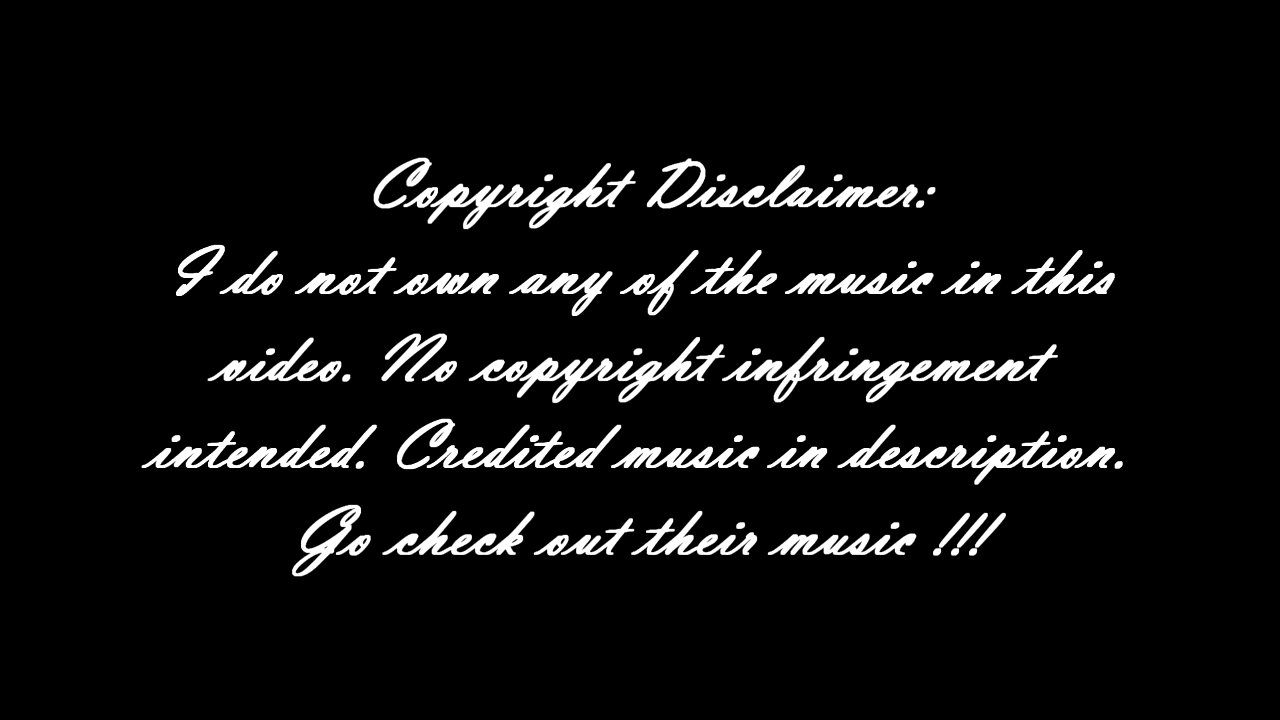 Copyright Disclaimer:
I do not own any of the music in this
video. No copyright infringement
intended. Credited music in description.
Go check out their music !!!